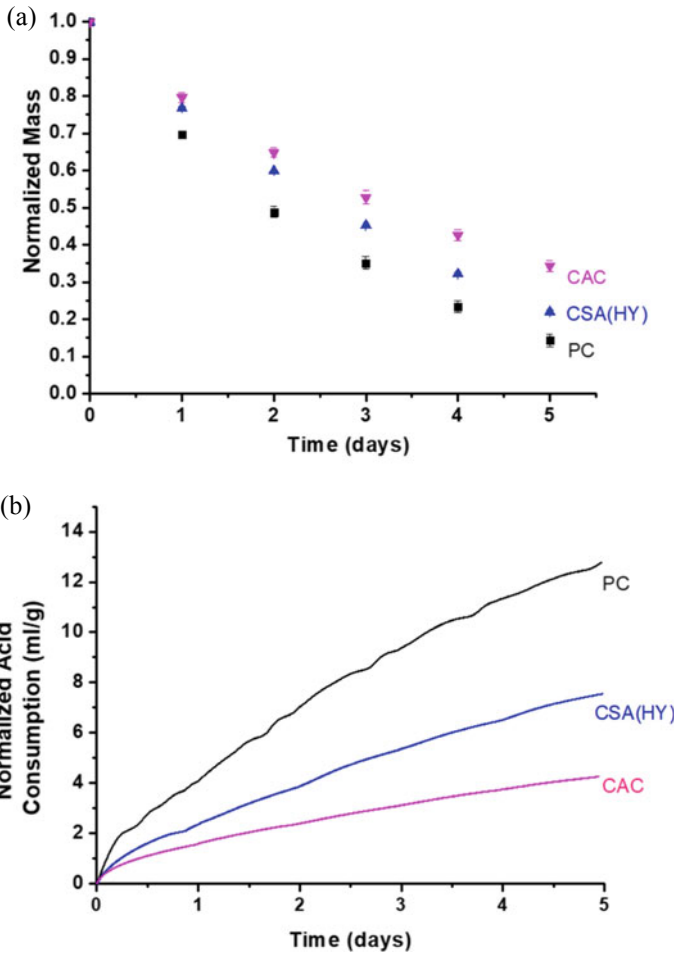 (a)
1.0
0.9
0.8
0.7
0.6
0.5
0.4
0.3
0.2
0.1
0.0
Normalized Mass
CAC
CSA(HY)
PC
0 1 2 3 4 5
Time (days)
(b)
14
12
10
8
6
4
2
0
Normalized Acid
Consumption (ml/g)
PC
CSA(HY)
CAC
0 1 2 3 4 5
Time (days)